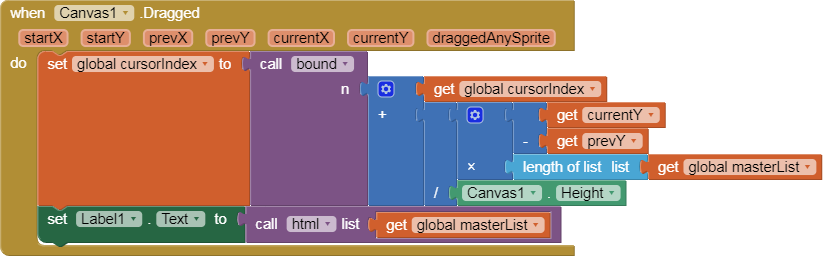 when Canvas1 .Dragged
startX startY prevX prevY currentX currentY draggedAnySprite
do set global cursorIndex to call bound
n get global cursorIndex
+ get currentY
- get prevY
× length of list list get global masterList
/ Canvas1 . Height
set Label1 . Text to call html list get global masterList